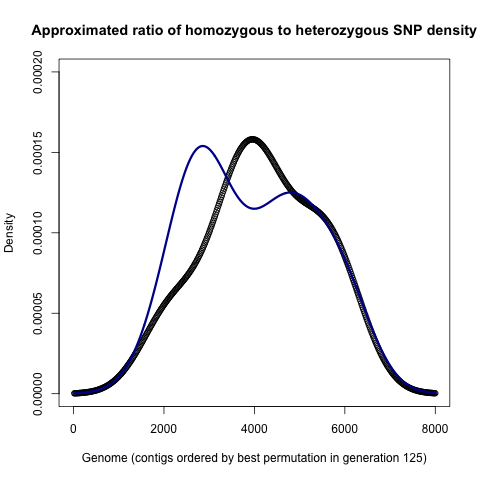 Approximated ratio of homozygous to heterozygous SNP density
0.00020
0.00015
0.00010
0.00005
0.00000
Density
0 2000 4000 6000 8000
Genome (contigs ordered by best permutation in generation 125)